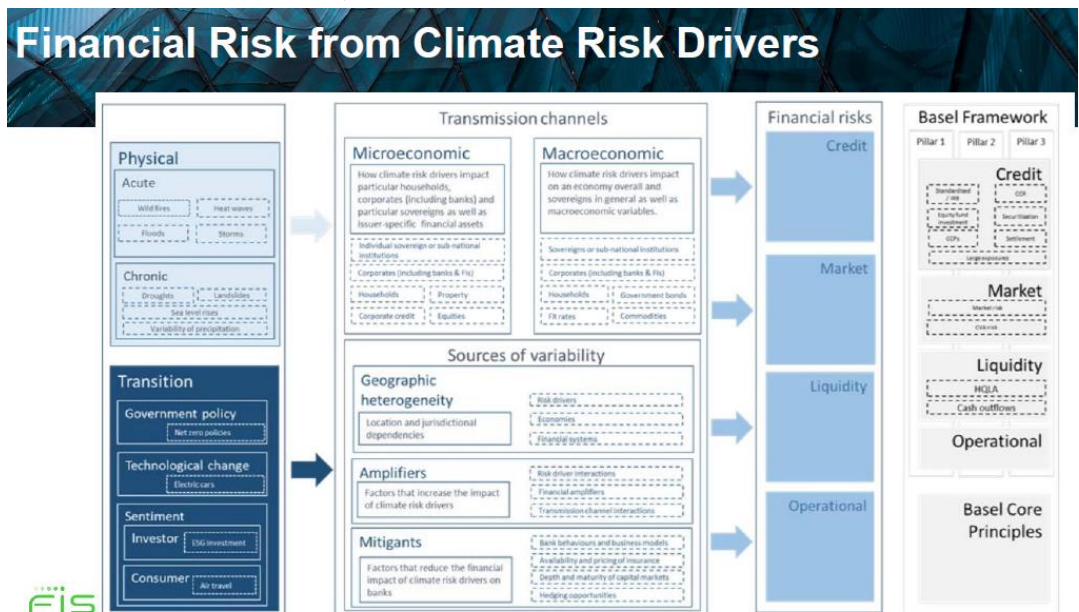 Financial Risk from Climate Risk Drivers
Physical
Acute
Wildfires
Heat waves
Floods
Storms
Chronic
Droughts
Landslides
Sea level rises
Variability of precipitation
Transition
Government policy
Net zero policies
Technological change
Electric cars
Sentiment
Investor
ESG investment
Consumer
Air travel
Transmission channels
Microeconomic
How climate risk drivers impact
particular households,
corporates (including banks) and
particular sovereigns as well as
issuer-specific financial assets
Individual sovereign or sub-national
institutions
Corporates (including banks & FIs)
Households
Property
Corporate credit
Equities
Macroeconomic
How climate risk drivers impact
on an economy overall and
sovereigns in general as well as
macroeconomic variables.
Sovereigns or sub-national institutions
Corporates (including banks & FIs)
Households
Government bonds
FX rates
Commodities
Sources of variability
Geographic
heterogeneity
Location and jurisdictional
dependencies
Risk drivers
Economies
Financial systems
Amplifiers
Factors that increase the impact
of climate risk drivers
Risk driver interactions
Financial amplifiers
Transmission channel interactions
Mitigants
Factors that reduce the financial
impact of climate risk drivers on
banks
Bank behaviours and business models
Availability and pricing of insurance
Depth and maturity of capital markets
Hedging opportunities
Financial risks
Credit
Market
Liquidity
Operational
Basel Framework
Pillar 1
Pillar 2
Pillar 3
Credit
Standardised
/ IRB
CCR
Equity fund
investment
Securitisation
CCPs
Settlement
Large exposures
Market
Market risk
CVA risk
Liquidity
HQLA
Cash outflows
Operational
Basel Core
Principles
FIS